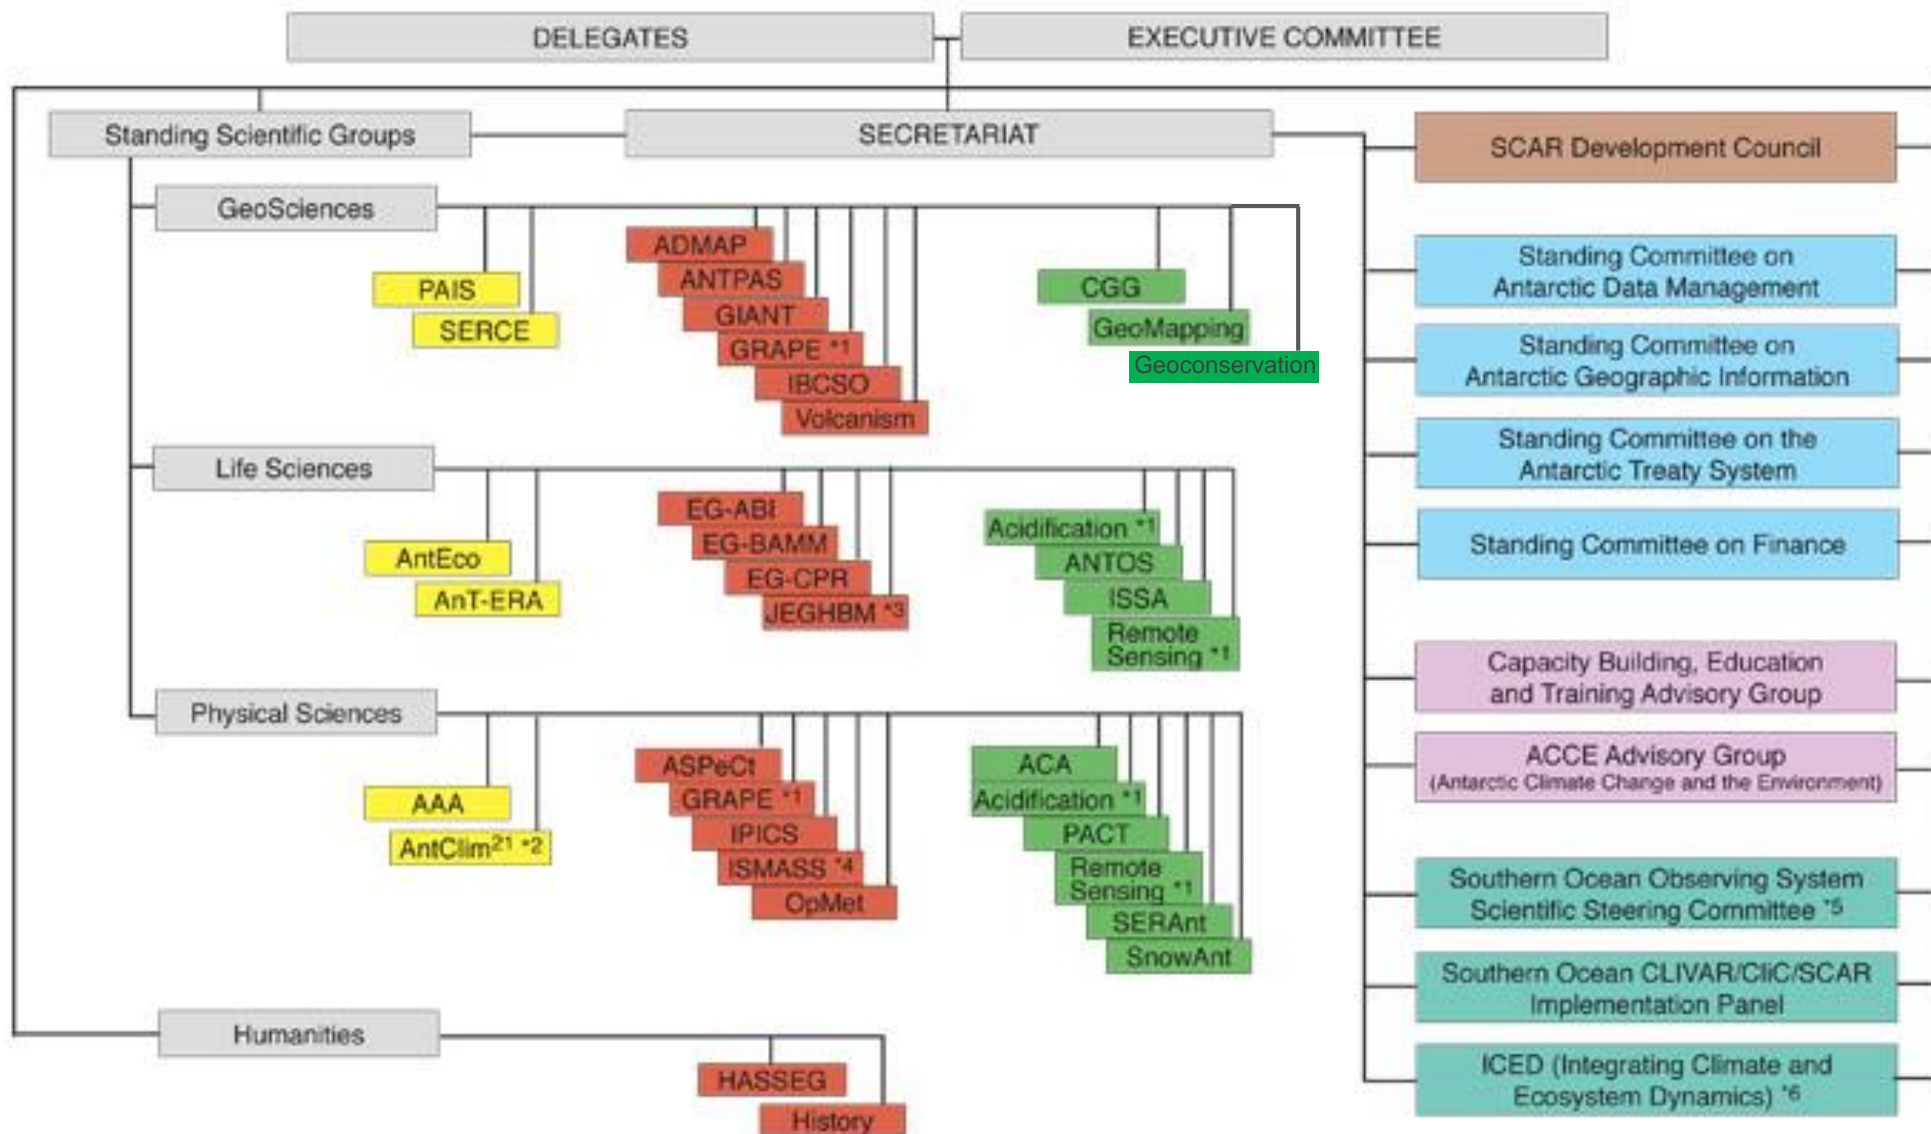 DELEGATES
EXECUTIVE COMMITTEE
Standing Scientific Groups
SECRETARIAT
SCAR Development Council
GeoSciences
ADMAP
ANTPAS
GIANT
GRAPE *1
IBCSO
Volcanism
PAIS
SERCE
CGG
GeoMapping
Geoconservation
Standing Committee on
Antarctic Data Management
Standing Committee on
Antarctic Geographic Information
Standing Committee on the
Antarctic Treaty System
Standing Committee on Finance
Life Sciences
AntEco
AnT-ERA
EG-ABI
EG-BAMM
EG-CPR
JEGHBM *3
Acidification *1
ANTOS
ISSA
Remote
Sensing *1
Capacity Building, Education
and Training Advisory Group
ACCE Advisory Group
(Antarctic Climate Change and the Environment)
Physical Sciences
AAA
AntClim21 *2
ASPeCt
GRAPE *1
IPICS
ISMASS *4
OpMet
ACA
Acidification *1
PACT
Remote
Sensing *1
SERAnt
SnowAnt
Southern Ocean Observing System
Scientific Steering Committee *5
Southern Ocean CLIVAR/CliC/SCAR
Implementation Panel
ICED (Integrating Climate and
Ecosystem Dynamics) *6
Humanities
HASSEG
History